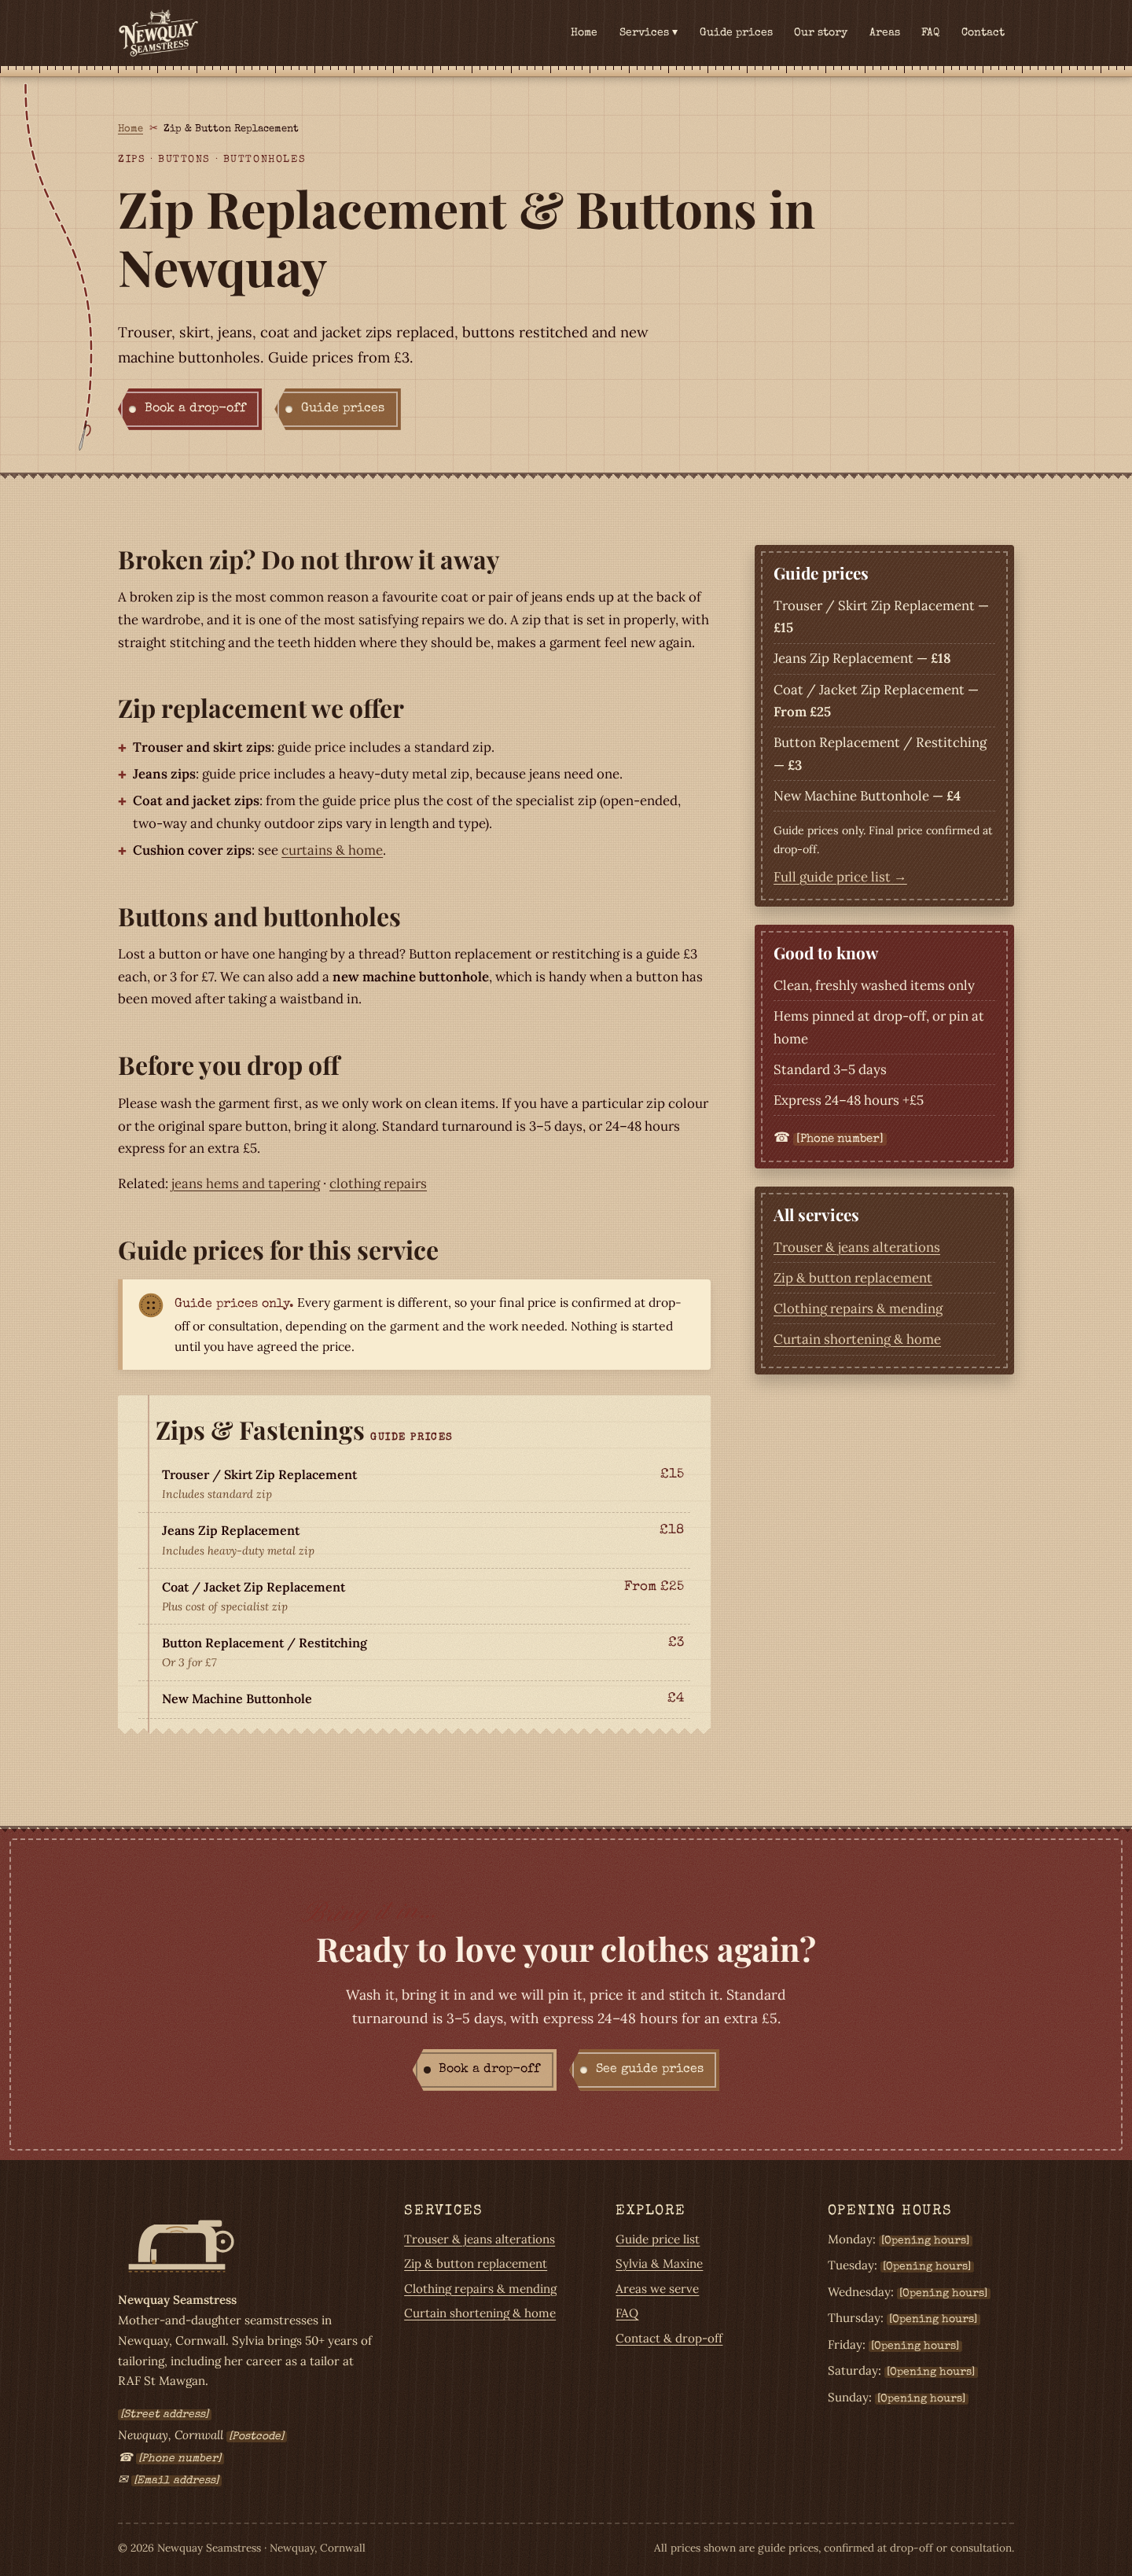 NEWQUAY
SEAMSTRESS
Home Services ▾ Guide prices Our story Areas FAQ Contact
Home ✂ Zip & Button Replacement
ZIPS · BUTTONS · BUTTONHOLES
Zip Replacement & Buttons in
Newquay
Trouser, skirt, jeans, coat and jacket zips replaced, buttons restitched and new
machine buttonholes. Guide prices from £3.
Book a drop-off Guide prices
Broken zip? Do not throw it away
A broken zip is the most common reason a favourite coat or pair of jeans ends up at the back of
the wardrobe, and it is one of the most satisfying repairs we do. A zip that is set in properly, with
straight stitching and the teeth hidden where they should be, makes a garment feel new again.
Zip replacement we offer
+ Trouser and skirt zips: guide price includes a standard zip.
+ Jeans zips: guide price includes a heavy-duty metal zip, because jeans need one.
+ Coat and jacket zips: from the guide price plus the cost of the specialist zip (open-ended,
two-way and chunky outdoor zips vary in length and type).
+ Cushion cover zips: see curtains & home.
Buttons and buttonholes
Lost a button or have one hanging by a thread? Button replacement or restitching is a guide £3
each, or 3 for £7. We can also add a new machine buttonhole, which is handy when a button has
been moved after taking a waistband in.
Before you drop off
Please wash the garment first, as we only work on clean items. If you have a particular zip colour
or the original spare button, bring it along. Standard turnaround is 3–5 days, or 24–48 hours
express for an extra £5.
Related: jeans hems and tapering · clothing repairs
Guide prices for this service
Guide prices only. Every garment is different, so your final price is confirmed at drop-
off or consultation, depending on the garment and the work needed. Nothing is started
until you have agreed the price.
Zips & Fastenings GUIDE PRICES
Trouser / Skirt Zip Replacement £15
Includes standard zip
Jeans Zip Replacement £18
Includes heavy-duty metal zip
Coat / Jacket Zip Replacement From £25
Plus cost of specialist zip
Button Replacement / Restitching £3
Or 3 for £7
New Machine Buttonhole £4
Guide prices
Trouser / Skirt Zip Replacement —
£15
Jeans Zip Replacement — £18
Coat / Jacket Zip Replacement —
From £25
Button Replacement / Restitching
— £3
New Machine Buttonhole — £4
Guide prices only. Final price confirmed at
drop-off.
Full guide price list →
Good to know
Clean, freshly washed items only
Hems pinned at drop-off, or pin at
home
Standard 3–5 days
Express 24–48 hours +£5
☎ [Phone number]
All services
Trouser & jeans alterations
Zip & button replacement
Clothing repairs & mending
Curtain shortening & home
Bring it in
Ready to love your clothes again?
Wash it, bring it in and we will pin it, price it and stitch it. Standard
turnaround is 3–5 days, with express 24–48 hours for an extra £5.
Book a drop-off See guide prices
Newquay Seamstress
Mother-and-daughter seamstresses in
Newquay, Cornwall. Sylvia brings 50+ years of
tailoring, including her career as a tailor at
RAF St Mawgan.
[Street address]
Newquay, Cornwall [Postcode]
☎ [Phone number]
✉ [Email address]
SERVICES
Trouser & jeans alterations
Zip & button replacement
Clothing repairs & mending
Curtain shortening & home
EXPLORE
Guide price list
Sylvia & Maxine
Areas we serve
FAQ
Contact & drop-off
OPENING HOURS
Monday: [Opening hours]
Tuesday: [Opening hours]
Wednesday: [Opening hours]
Thursday: [Opening hours]
Friday: [Opening hours]
Saturday: [Opening hours]
Sunday: [Opening hours]
© 2026 Newquay Seamstress · Newquay, Cornwall
All prices shown are guide prices, confirmed at drop-off or consultation.